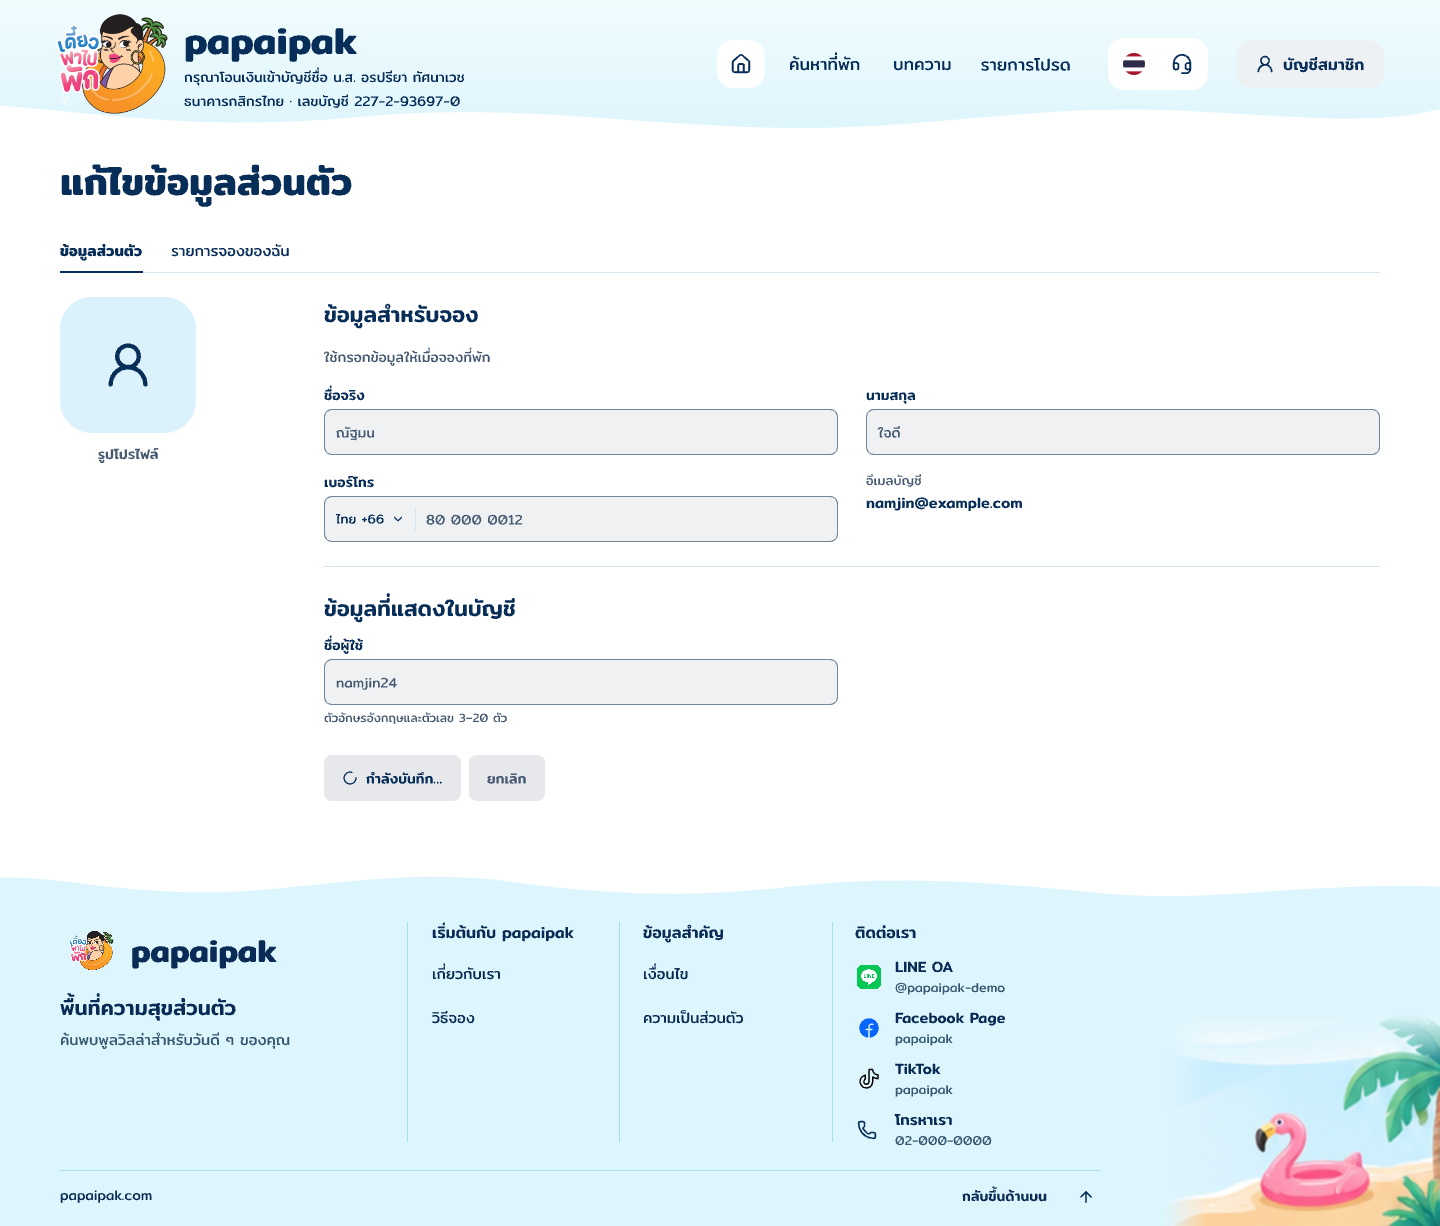 เดี๋ยว
พาไป
พัก
papaipak
กรุณาโอนเงินเข้าบัญชีชื่อ น.ส. อรปรียา ทัศนาเวช
ธนาคารกสิกรไทย · เลขบัญชี 227-2-93697-0
ค้นหาที่พัก
บทความ
รายการโปรด
บัญชีสมาชิก
แก้ไขข้อมูลส่วนตัว
ข้อมูลส่วนตัว
รายการจองของฉัน
รูปโปรไฟล์
ข้อมูลสำหรับจอง
ใช้กรอกข้อมูลให้เมื่อจองที่พัก
ชื่อจริง
นามสกุล
ณัฐมน
ใจดี
เบอร์โทร
อีเมลบัญชี
namjin@example.com
ไทย +66
80 000 0012
ข้อมูลที่แสดงในบัญชี
ชื่อผู้ใช้
namjin24
ตัวอักษรอังกฤษและตัวเลข 3–20 ตัว
กำลังบันทึก...
ยกเลิก
เดี๋ยว
พาไป
พัก
papaipak
พื้นที่ความสุขส่วนตัว
ค้นพบพูลวิลล่าสำหรับวันดี ๆ ของคุณ
เริ่มต้นกับ papaipak
เกี่ยวกับเรา
วิธีจอง
ข้อมูลสำคัญ
เงื่อนไข
ความเป็นส่วนตัว
ติดต่อเรา
LINE
LINE OA
@papaipak-demo
Facebook Page
papaipak
TikTok
papaipak
โทรหาเรา
02-000-0000
papaipak.com
กลับขึ้นด้านบน